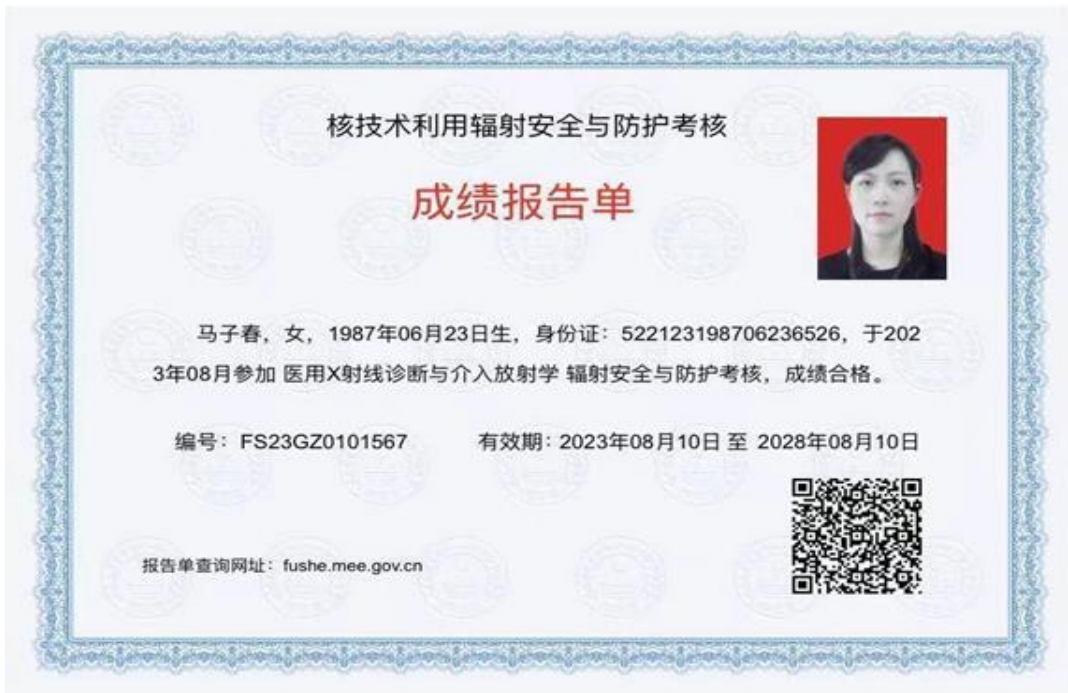 核技术利用辐射安全与防护考核
成绩报告单
马子春，女，1987年06月23日生，身份证：522123198706236526，于202
3年08月参加 医用X射线诊断与介入放射学 辐射安全与防护考核，成绩合格。
编号：FS23GZ0101567 有效期：2023年08月10日 至 2028年08月10日
报告单查询网址：fushe.mee.gov.cn